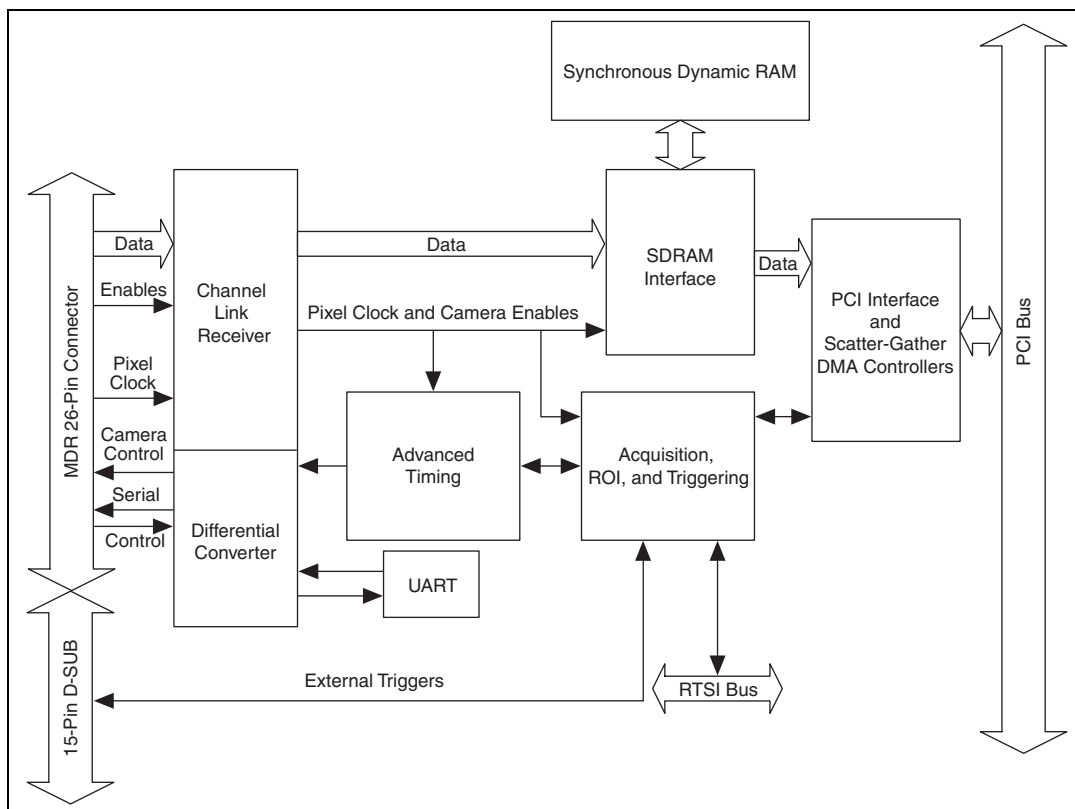 Synchronous Dynamic RAM
MDR 26-Pin Connector
Data
Enables
Pixel
Clock
Camera
Control
Serial
Control
Channel
Link
Receiver
Differential
Converter
Data
Pixel Clock and Camera Enables
SDRAM
Interface
Data
PCI Interface
and
Scatter-Gather
DMA Controllers
PCI Bus
Advanced
Timing
Acquisition,
ROI, and Triggering
UART
15-Pin D-SUB
External Triggers
RTSI Bus